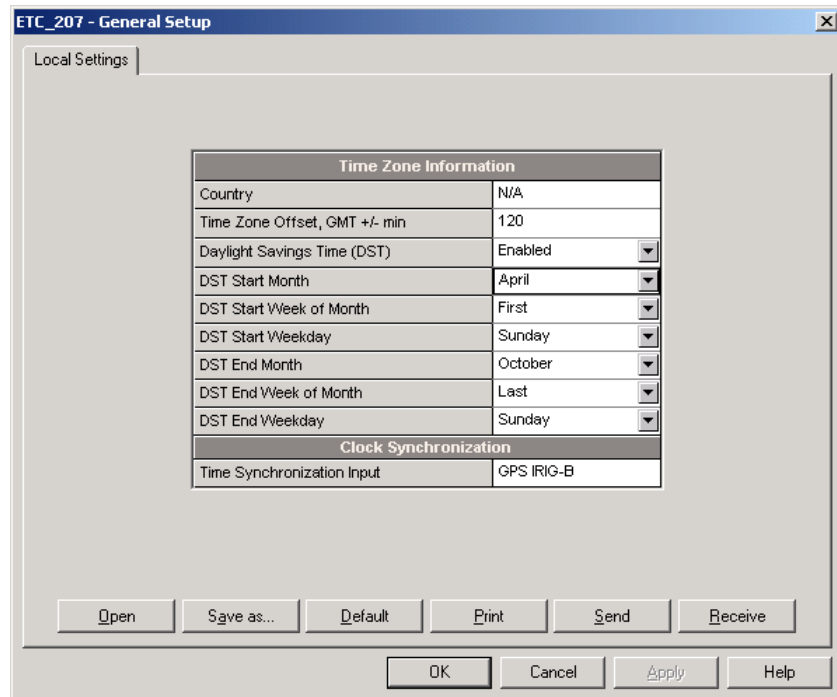 ETC_207 - General Setup
Local Settings
Time Zone Information
Country N/A
Time Zone Offset, GMT +/- min 120
Daylight Savings Time (DST) Enabled
DST Start Month April
DST Start Week of Month First
DST Start Weekday Sunday
DST End Month October
DST End Week of Month Last
DST End Weekday Sunday
Clock Synchronization
Time Synchronization Input GPS IRIG-B
Open Save as... Default Print Send Receive
OK Cancel Apply Help